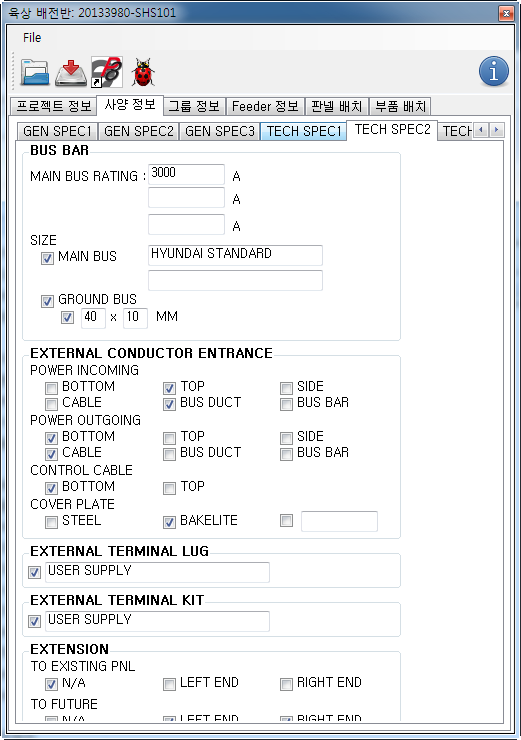 육상 배전반: 20133980-SHS101
File
프로젝트 정보 사양 정보 그룹 정보 Feeder 정보 판넬 배치 부품 배치
GEN SPEC1 GEN SPEC2 GEN SPEC3 TECH SPEC1 TECH SPEC2 TECH
BUS BAR
MAIN BUS RATING : 3000 A
A
A
SIZE
MAIN BUS HYUNDAI STANDARD
GROUND BUS
40 x 10 MM
EXTERNAL CONDUCTOR ENTRANCE
POWER INCOMING
BOTTOM TOP SIDE
CABLE BUS DUCT BUS BAR
POWER OUTGOING
BOTTOM TOP SIDE
CABLE BUS DUCT BUS BAR
CONTROL CABLE
BOTTOM TOP
COVER PLATE
STEEL BAKELITE
EXTERNAL TERMINAL LUG
USER SUPPLY
EXTERNAL TERMINAL KIT
USER SUPPLY
EXTENSION
TO EXISTING PNL
N/A LEFT END RIGHT END
TO FUTURE
N/A LEFT END RIGHT END